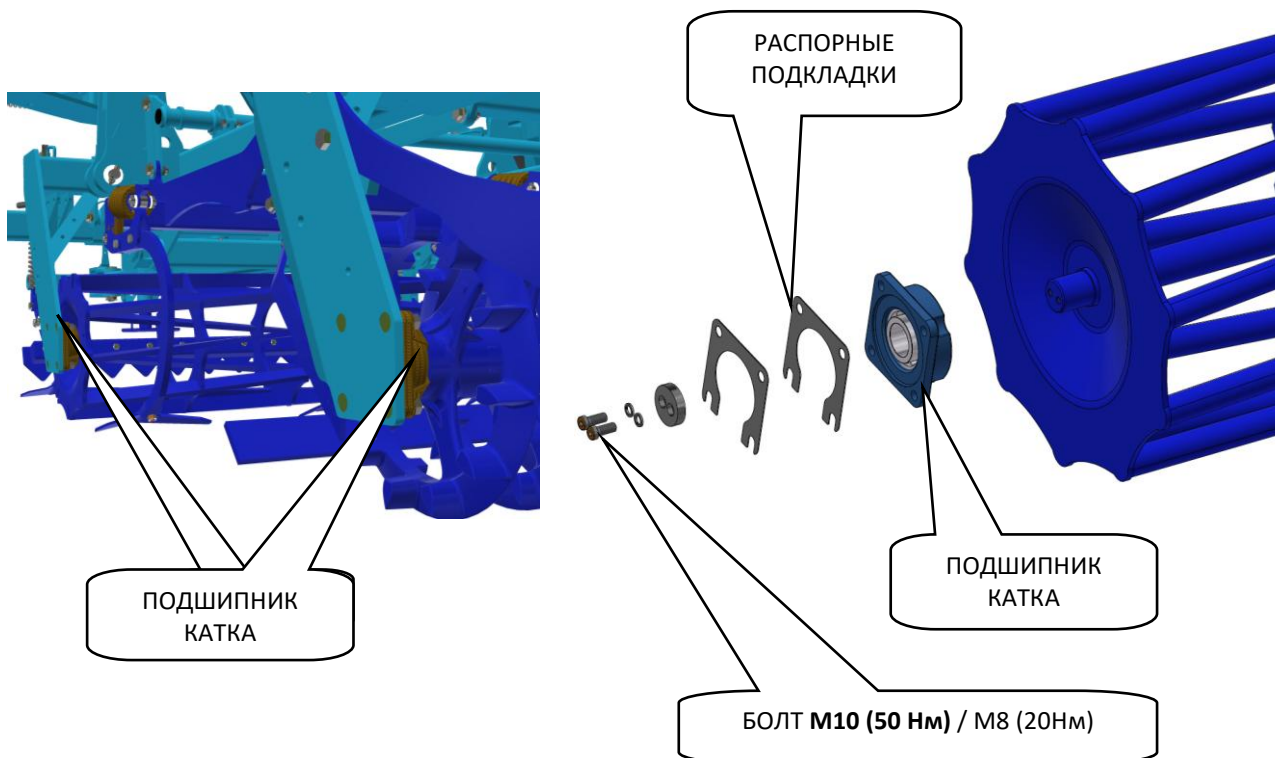 РАСПОРНЫЕ
ПОДКЛАДКИ
ПОДШИПНИК
КАТКА
ПОДШИПНИК
КАТКА
БОЛТ М10 (50 Нм) / М8 (20Нм)